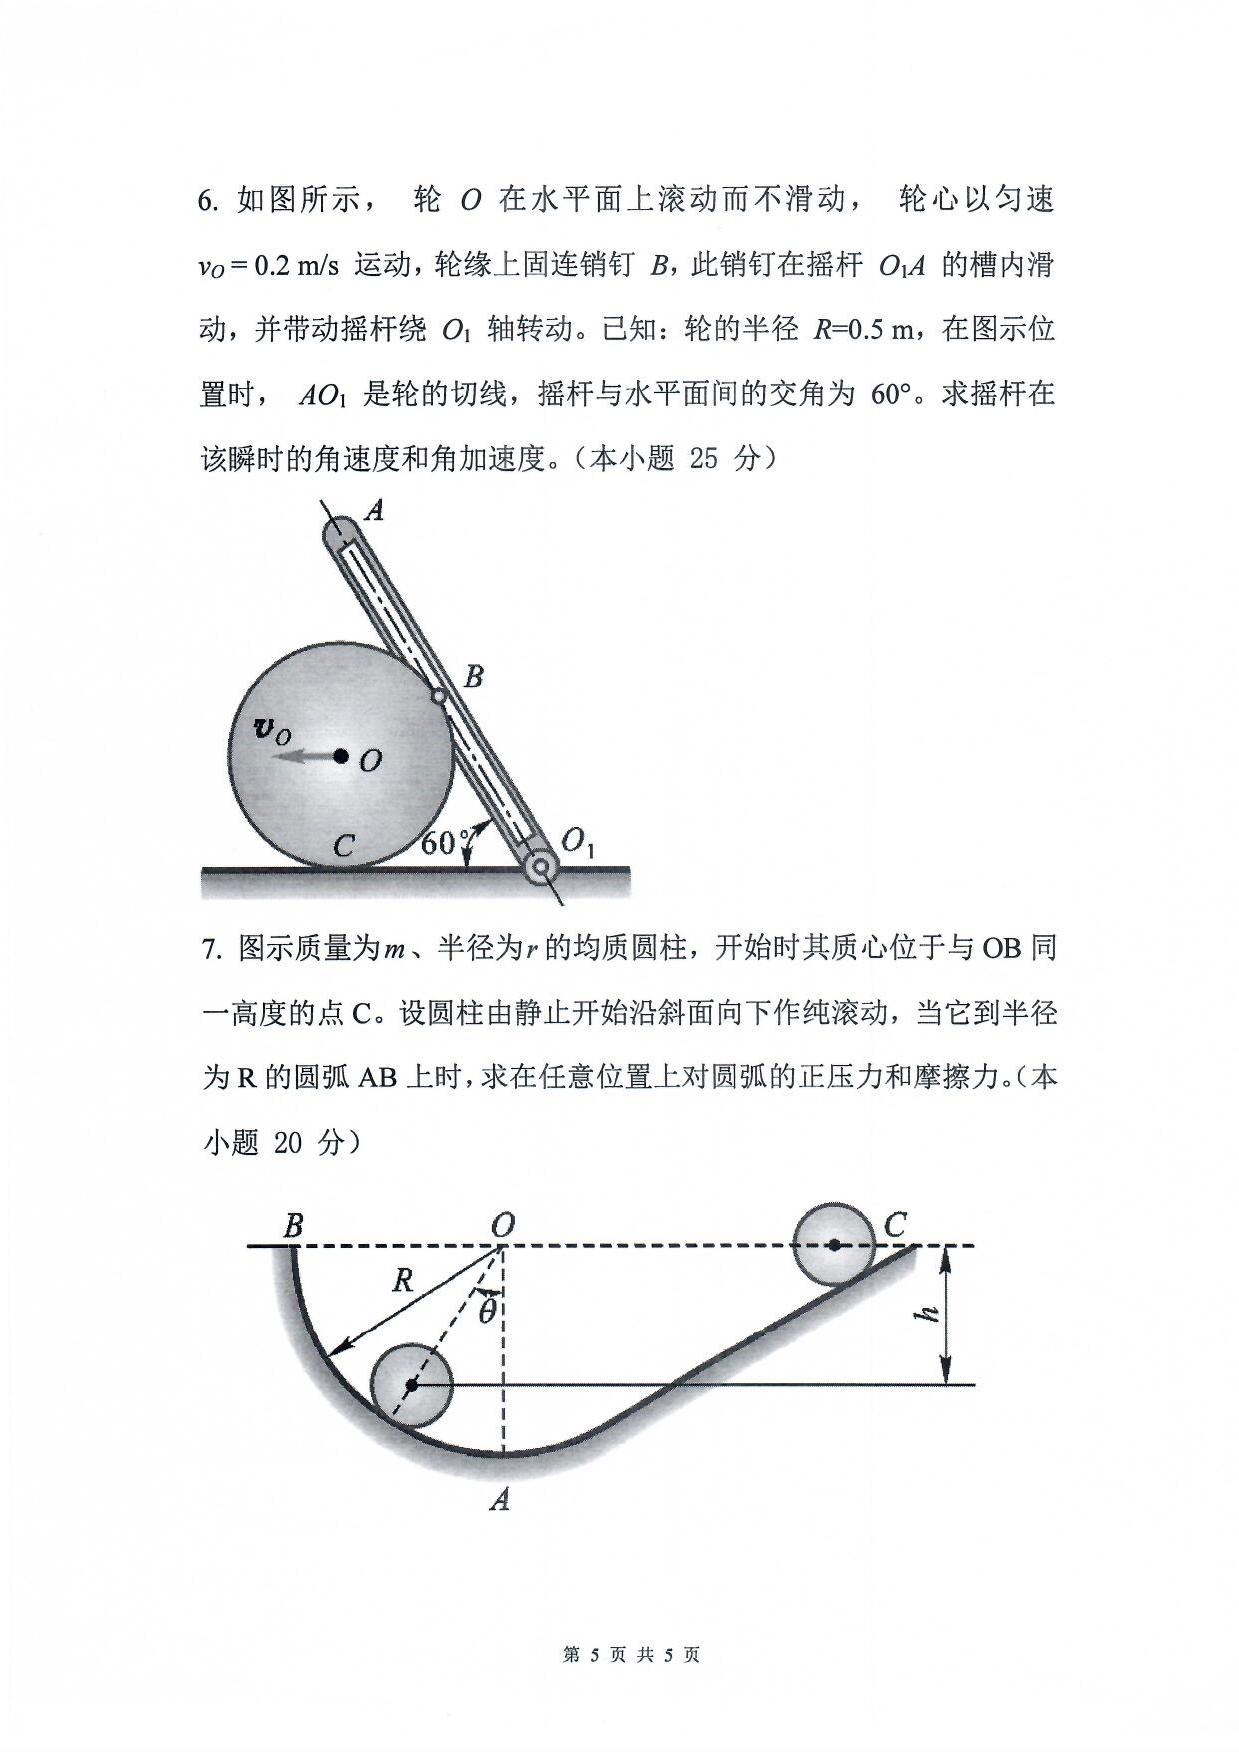 6. 如图所示， 轮 O 在水平面上滚动而不滑动， 轮心以匀速
vO = 0.2 m/s 运动，轮缘上固连销钉 B，此销钉在摇杆 O1A 的槽内滑
动，并带动摇杆绕 O1 轴转动。已知：轮的半径 R=0.5 m，在图示位
置时， AO1 是轮的切线，摇杆与水平面间的交角为 60°。求摇杆在
该瞬时的角速度和角加速度。（本小题 25 分）
A
B
vO
O
C
60°
O1
7. 图示质量为m、半径为r的均质圆柱，开始时其质心位于与 OB 同
一高度的点 C。设圆柱由静止开始沿斜面向下作纯滚动，当它到半径
为 R 的圆弧 AB 上时，求在任意位置上对圆弧的正压力和摩擦力。（本
小题 20 分）
B
O
C
R
θ
h
A
第 5 页 共 5 页